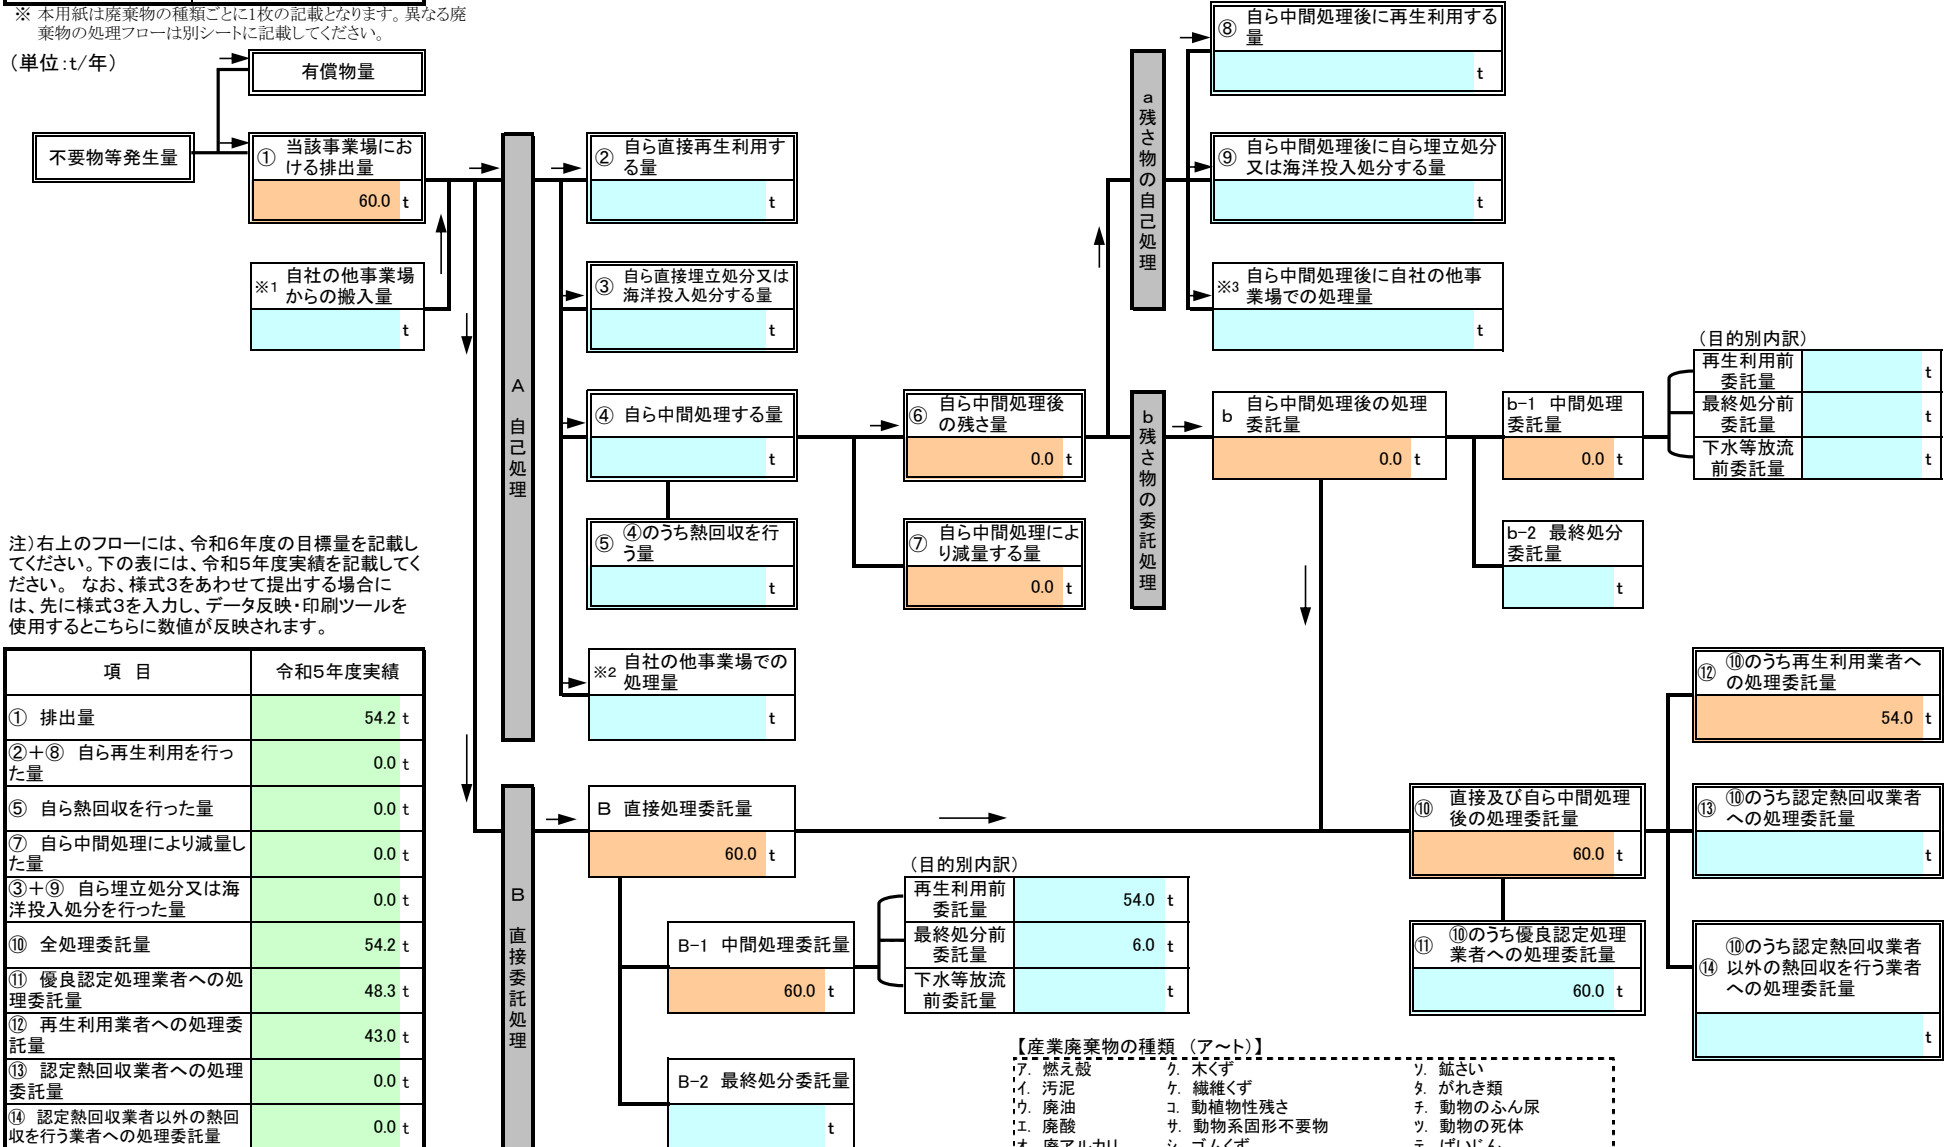 ※ 本用紙は廃棄物の種類ごとに1枚の記載となります。異なる廃
棄物の処理フローは別シートに記載してください。
(単位：t/年)
有償物量
不要物等発生量
① 当該事業場にお
ける排出量
60.0 t
※1 自社の他事業場
からの搬入量
t
A 自己処理
② 自ら直接再生利用す
る量
t
③ 自ら直接埋立処分又は
海洋投入処分する量
t
④ 自ら中間処理する量
t
⑤ ④のうち熱回収を行
う量
t
※2 自社の他事業場での
処理量
t
⑥ 自ら中間処理後
の残さ量
0.0 t
⑦ 自ら中間処理によ
り減量する量
0.0 t
a 残さ物の自己処理
⑧ 自ら中間処理後に再生利用する
量
t
⑨ 自ら中間処理後に自ら埋立処分
又は海洋投入処分する量
t
※3 自ら中間処理後に自社の他事
業場での処理量
t
b 残さ物の委託処理
b 自ら中間処理後の処理
委託量
0.0 t
b-1 中間処理
委託量
0.0 t
(目的別内訳)
再生利用前
委託量
t
最終処分前
委託量
t
下水等放流
前委託量
t
b-2 最終処分
委託量
t
注）右上のフローには、令和６年度の目標量を記載し
てください。下の表には、令和５年度実績を記載してく
ださい。 なお、様式３をあわせて提出する場合に
は、先に様式３を入力し、データ反映・印刷ツールを
使用するとこちらに数値が反映されます。
項 目 令和５年度実績
① 排出量 54.2 t
②＋⑧ 自ら再生利用を行っ
た量 0.0 t
⑤ 自ら熱回収を行った量 0.0 t
⑦ 自ら中間処理により減量し
た量 0.0 t
③＋⑨ 自ら埋立処分又は海
洋投入処分を行った量 0.0 t
⑩ 全処理委託量 54.2 t
⑪ 優良認定処理業者への処
理委託量 48.3 t
⑫ 再生利用業者への処理委
託量 43.0 t
⑬ 認定熱回収業者への処理
委託量 0.0 t
⑭ 認定熱回収業者以外の熱回
収を行う業者への処理委託量 0.0 t
B 直接委託処理
B 直接処理委託量
60.0 t
B-1 中間処理委託量
60.0 t
(目的別内訳)
再生利用前
委託量
54.0 t
最終処分前
委託量
6.0 t
下水等放流
前委託量
t
B-2 最終処分委託量
t
⑩ 直接及び自ら中間処理
後の処理委託量
60.0 t
⑪ ⑩のうち優良認定処理
業者への処理委託量
60.0 t
⑫ ⑩のうち再生利用業者へ
の処理委託量
54.0 t
⑬ ⑩のうち認定熱回収業者
への処理委託量
t
⑭ ⑩のうち認定熱回収業者
以外の熱回収を行う業者
への処理委託量
t
【産業廃棄物の種類 （ア～ト）】
ア. 燃え殻 ク. 木くず ソ. 鉱さい
イ. 汚泥 ケ. 繊維くず タ. がれき類
ウ. 廃油 コ. 動植物性残さ チ. 動物のふん尿
エ. 廃酸 サ. 動物系固形不要物 ツ. 動物の死体
オ. 廃アルカリ シ. ゴムくず テ. ばいじん